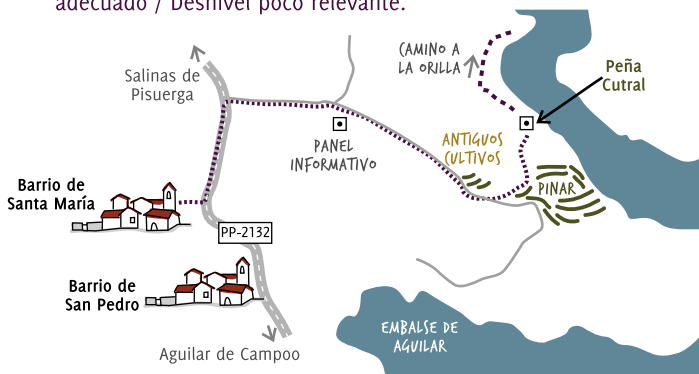 adecuado / Desnivel poco relevante.
CAMINO A
LA ORILLA
Peña
Cutral
Salinas de
Pisuerga
ANTIGUOS
CULTIVOS
PANEL
INFORMATIVO
PINAR
Barrio de
Santa María
PP-2132
Barrio de
San Pedro
EMBALSE DE
AGUILAR
Aguilar de Campoo